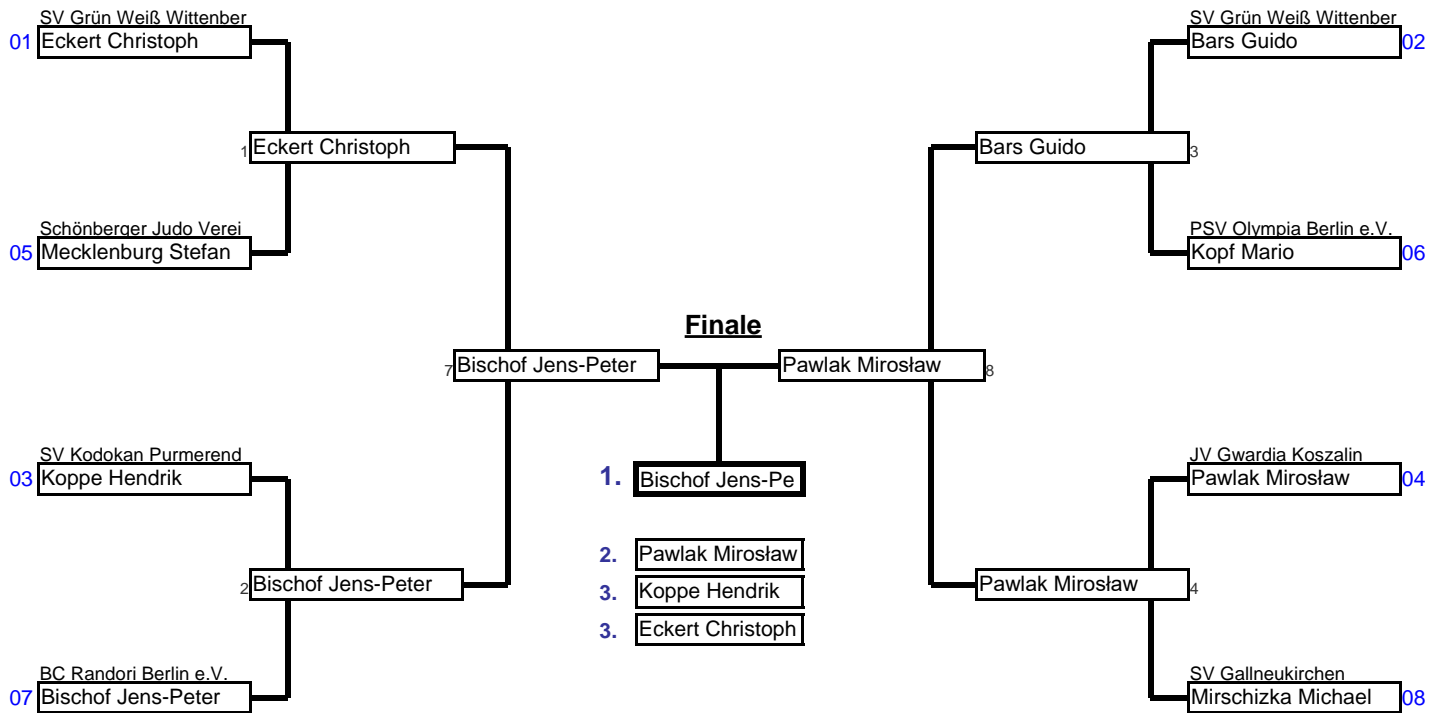 SV Grün Weiß Wittenber
01 Eckert Christoph
1 Eckert Christoph
Schönberger Judo Verei
05 Mecklenburg Stefan
7 Bischof Jens-Peter
SV Kodokan Purmerend
03 Koppe Hendrik
2 Bischof Jens-Peter
BC Randori Berlin e.V.
07 Bischof Jens-Peter
Finale
1. Bischof Jens-Pe
2. Pawlak Mirosław
3. Koppe Hendrik
3. Eckert Christoph
SV Grün Weiß Wittenber
Bars Guido 02
Bars Guido 3
PSV Olympia Berlin e.V.
Kopf Mario 06
Pawlak Mirosław 8
JV Gwardia Koszalin
Pawlak Mirosław 04
Pawlak Mirosław 4
SV Gallneukirchen
Mirschizka Michael 08